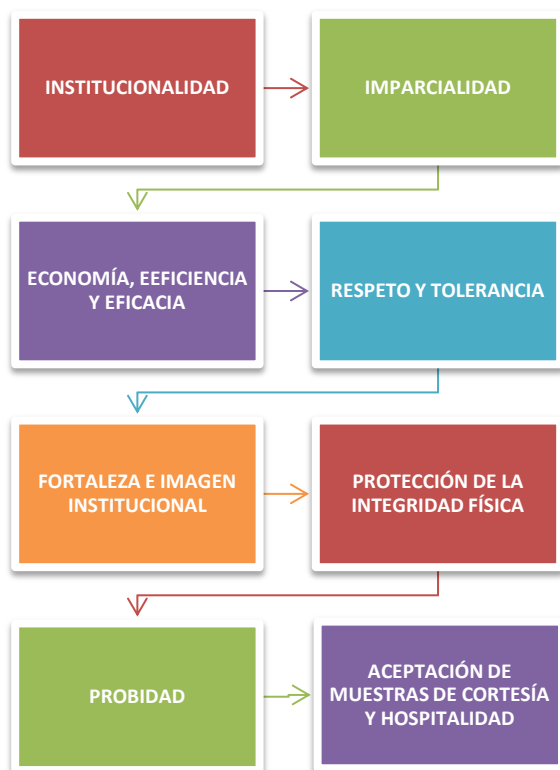 INSTITUCIONALIDAD
IMPARCIALIDAD
ECONOMÍA, EEFICIENCIA
Y EFICACIA
RESPETO Y TOLERANCIA
FORTALEZA E IMAGEN
INSTITUCIONAL
PROTECCIÓN DE LA
INTEGRIDAD FÍSICA
PROBIDAD
ACEPTACIÓN DE
MUESTRAS DE CORTESÍA
Y HOSPITALIDAD